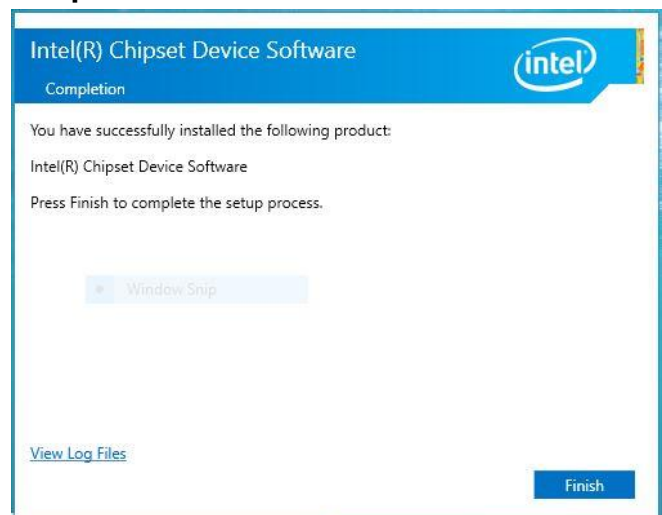 Intel(R) Chipset Device Software
intel
Completion
You have successfully installed the following product:
Intel(R) Chipset Device Software
Press Finish to complete the setup process.
Window Snip
View Log Files
Finish